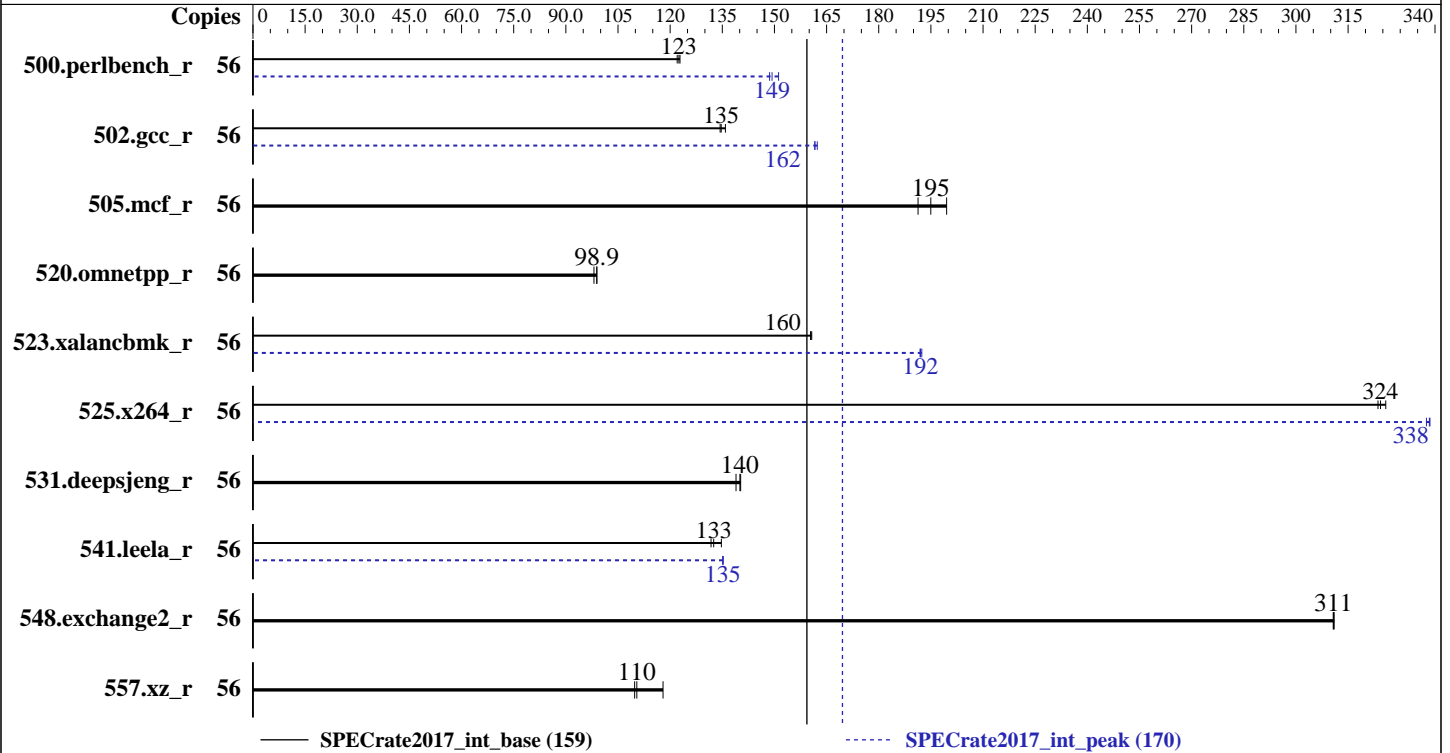 Copies 0 15.0 30.0 45.0 60.0 75.0 90.0 105 120 135 150 165 180 195 210 225 240 255 270 285 300 315 340
123
500.perlbench_r 56
149
135
502.gcc_r 56
162
195
505.mcf_r 56
98.9
520.omnetpp_r 56
160
523.xalancbmk_r 56
192
324
525.x264_r 56
338
140
531.deepsjeng_r 56
133
541.leela_r 56
135
311
548.exchange2_r 56
110
557.xz_r 56
SPECrate2017_int_base (159) SPECrate2017_int_peak (170)